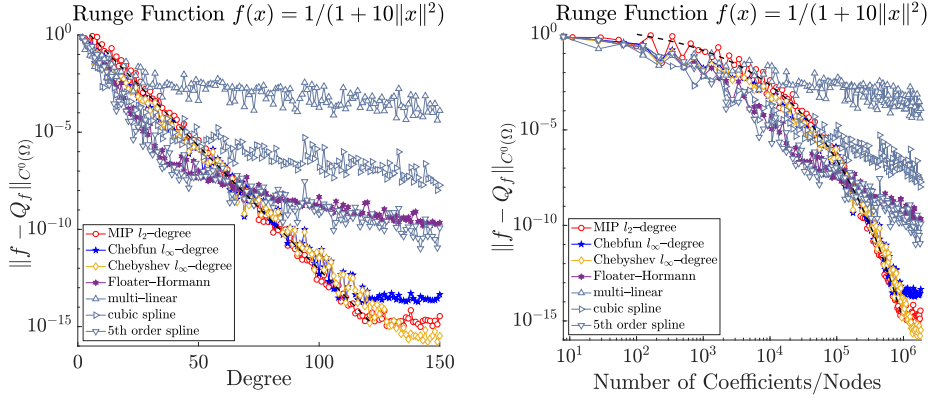 Runge Function f(x) = 1/(1 + 10‖x‖²)
‖f − Q_f‖_{C⁰(Ω)}
10⁰
10⁻⁵
10⁻¹⁰
10⁻¹⁵
MIP l₂–degree
Chebfun l∞–degree
Chebyshev l∞–degree
Floater–Hormann
multi–linear
cubic spline
5th order spline
0 50 100 150
Degree
Runge Function f(x) = 1/(1 + 10‖x‖²)
‖f − Q_f‖_{C⁰(Ω)}
10⁰
10⁻⁵
10⁻¹⁰
10⁻¹⁵
MIP l₂–degree
Chebfun l∞–degree
Chebyshev l∞–degree
Floater–Hormann
multi–linear
cubic spline
5th order spline
10¹ 10² 10³ 10⁴ 10⁵ 10⁶
Number of Coefficients/Nodes